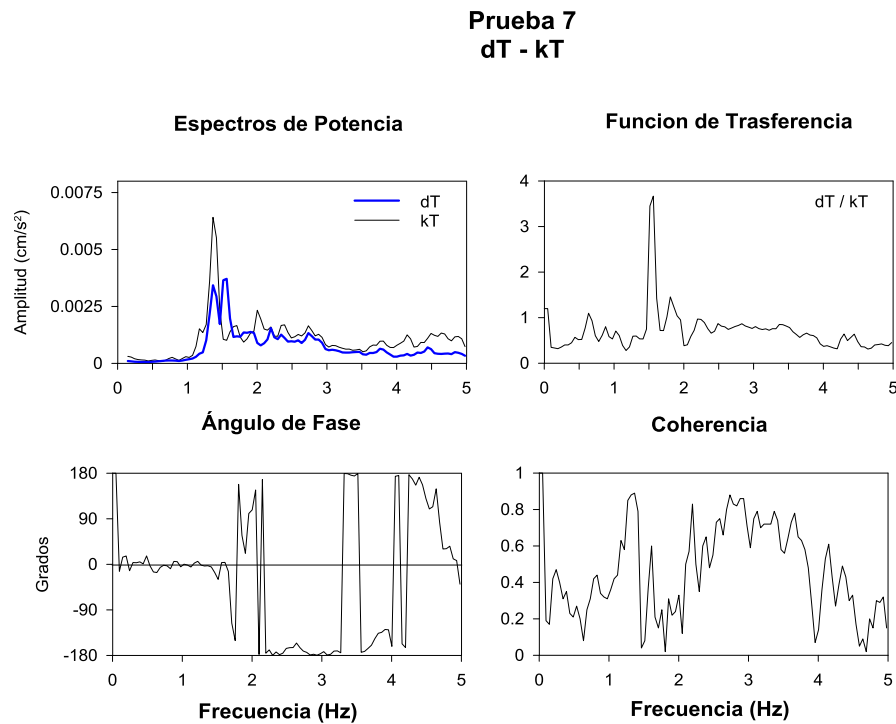 Prueba 7
dT - kT
Espectros de Potencia
Amplitud (cm/s²)
0.0075
0.005
0.0025
0
dT
kT
0 1 2 3 4 5
Funcion de Trasferencia
4
3
2
1
0
dT / kT
0 1 2 3 4 5
Ángulo de Fase
Grados
180
90
0
-90
-180
0 1 2 3 4 5
Frecuencia (Hz)
Coherencia
1
0.8
0.6
0.4
0.2
0
0 1 2 3 4 5
Frecuencia (Hz)